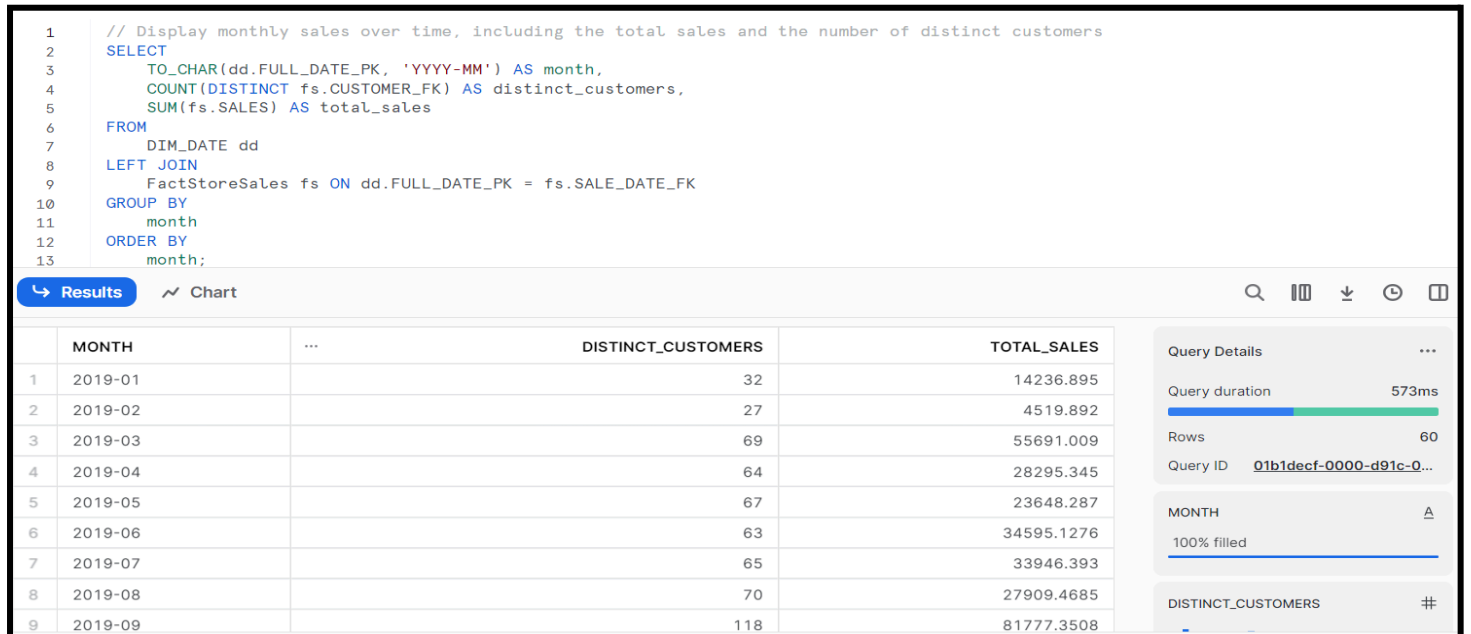 1 // Display monthly sales over time, including the total sales and the number of distinct customers
2 SELECT
3 TO_CHAR(dd.FULL_DATE_PK, 'YYYY-MM') AS month,
4 COUNT(DISTINCT fs.CUSTOMER_FK) AS distinct_customers,
5 SUM(fs.SALES) AS total_sales
6 FROM
7 DIM_DATE dd
8 LEFT JOIN
9 FactStoreSales fs ON dd.FULL_DATE_PK = fs.SALE_DATE_FK
10 GROUP BY
11 month
12 ORDER BY
13 month;
Results Chart
MONTH ... DISTINCT_CUSTOMERS TOTAL_SALES
1 2019-01 32 14236.895
2 2019-02 27 4519.892
3 2019-03 69 55691.009
4 2019-04 64 28295.345
5 2019-05 67 23648.287
6 2019-06 63 34595.1276
7 2019-07 65 33946.393
8 2019-08 70 27909.4685
9 2019-09 118 81777.3508
Query Details ...
Query duration 573ms
Rows 60
Query ID 01b1decf-0000-d91c-0...
MONTH A
100% filled
DISTINCT_CUSTOMERS #